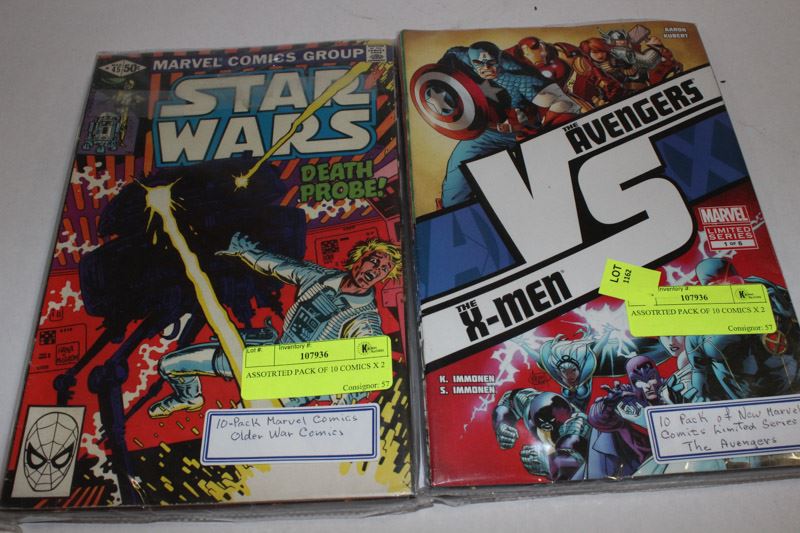 MARVEL COMICS GROUP
45 50¢
STAR
WARS
DEATH
PROBE!
Lot #: Inventory #:
107936
ASSOTRTED PACK OF 10 COMICS X 2
Consignor: 57
10-Pack Marvel Comics
Older War Comics
AARON
KUBERT
THE AVENGERS
VS
THE X-MEN
MARVEL
LIMITED
SERIES
1 of 6
LOT
1162
Inventory #:
107936
ASSOTRTED PACK OF 10 COMICS X 2
Consignor: 57
K. IMMONEN
S. IMMONEN
10 Pack of New Marvel
Comics Limited Series
The Avengers